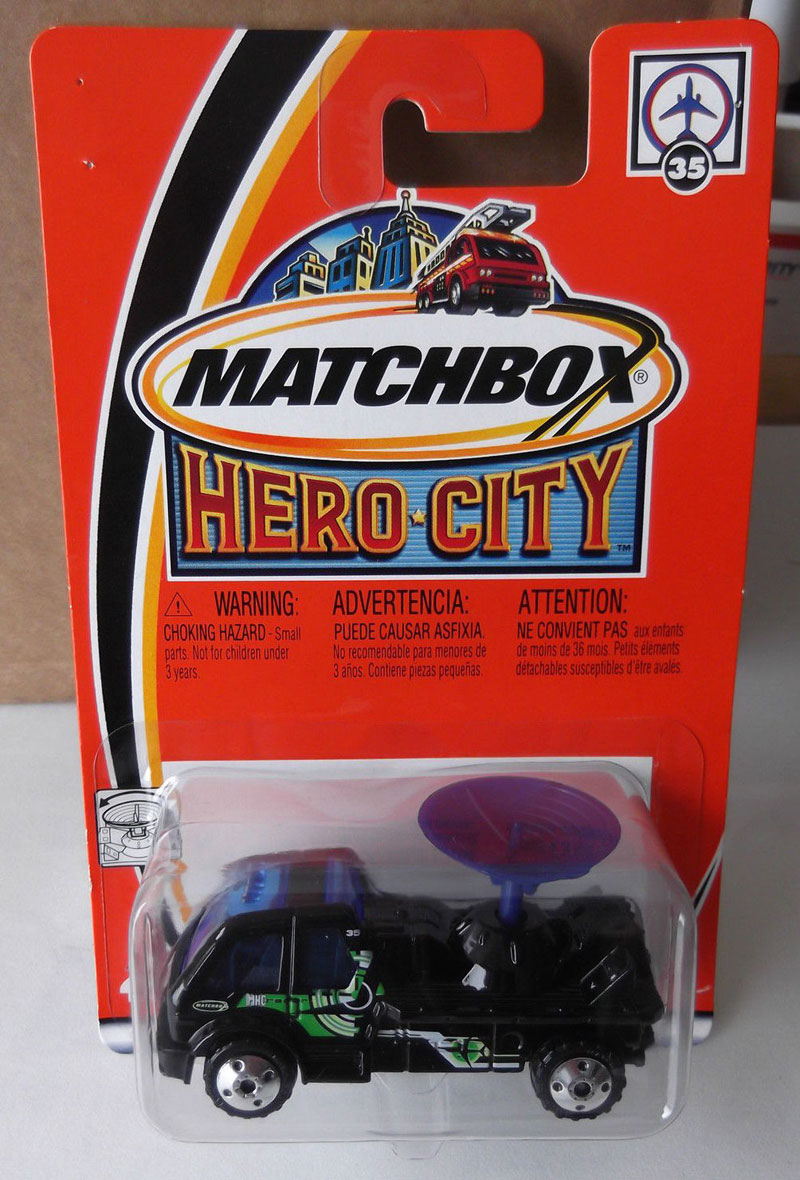 35
MATCHBOX®
HERO CITY™
WARNING:
CHOKING HAZARD - Small
parts. Not for children under
3 years.
ADVERTENCIA:
PUEDE CAUSAR ASFIXIA.
No recomendable para menores de
3 años. Contiene piezas pequeñas.
ATTENTION:
NE CONVIENT PAS aux enfants
de moins de 36 mois. Petits éléments
détachables susceptibles d'être avalés.
35
MATCHBOX
MHC